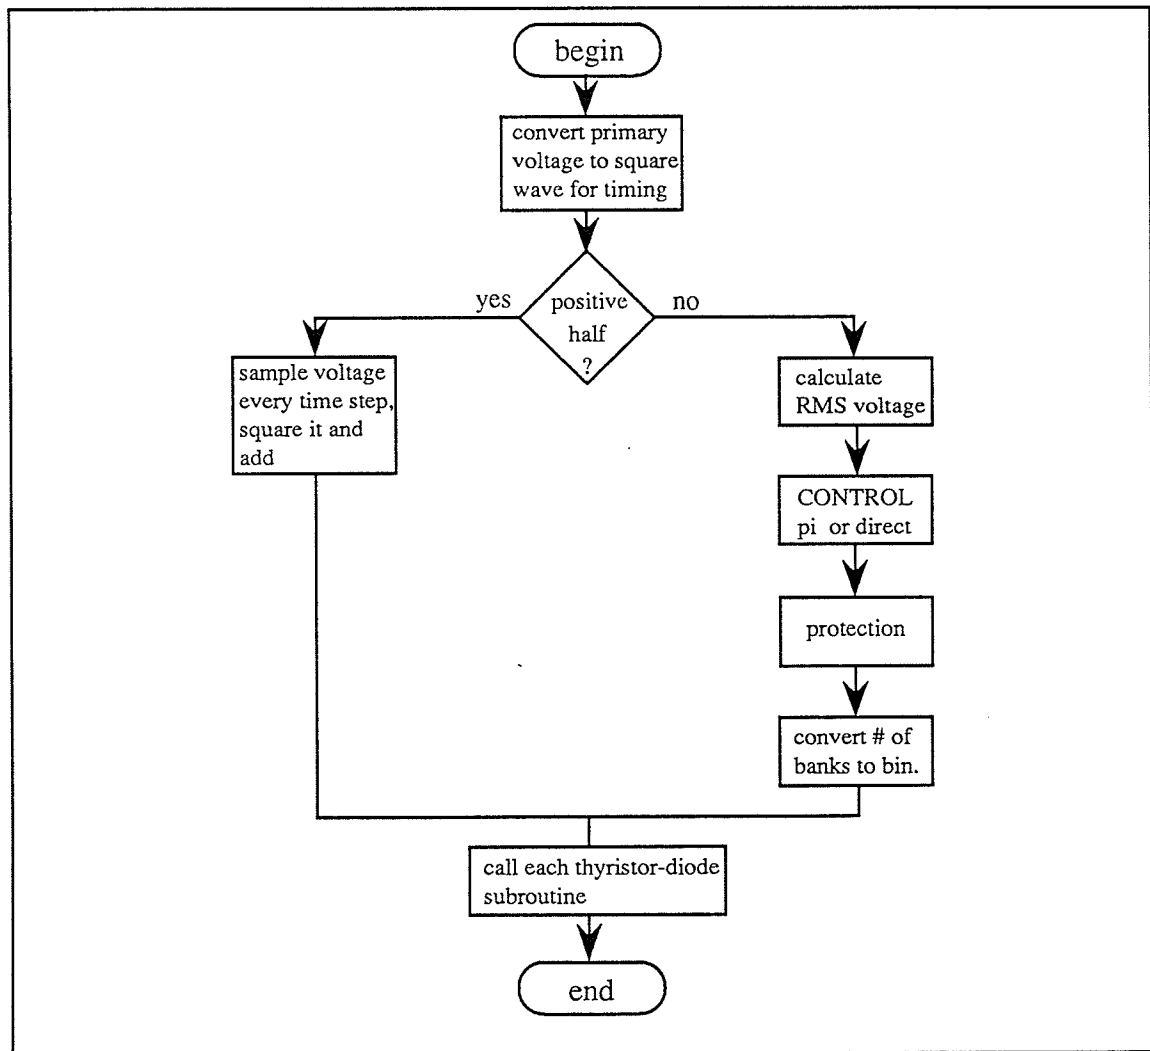 begin
convert primary
voltage to square
wave for timing
yes
positive
half
?
no
sample voltage
every time step,
square it and
add
calculate
RMS voltage
CONTROL
pi or direct
protection
convert # of
banks to bin.
call each thyristor-diode
subroutine
end